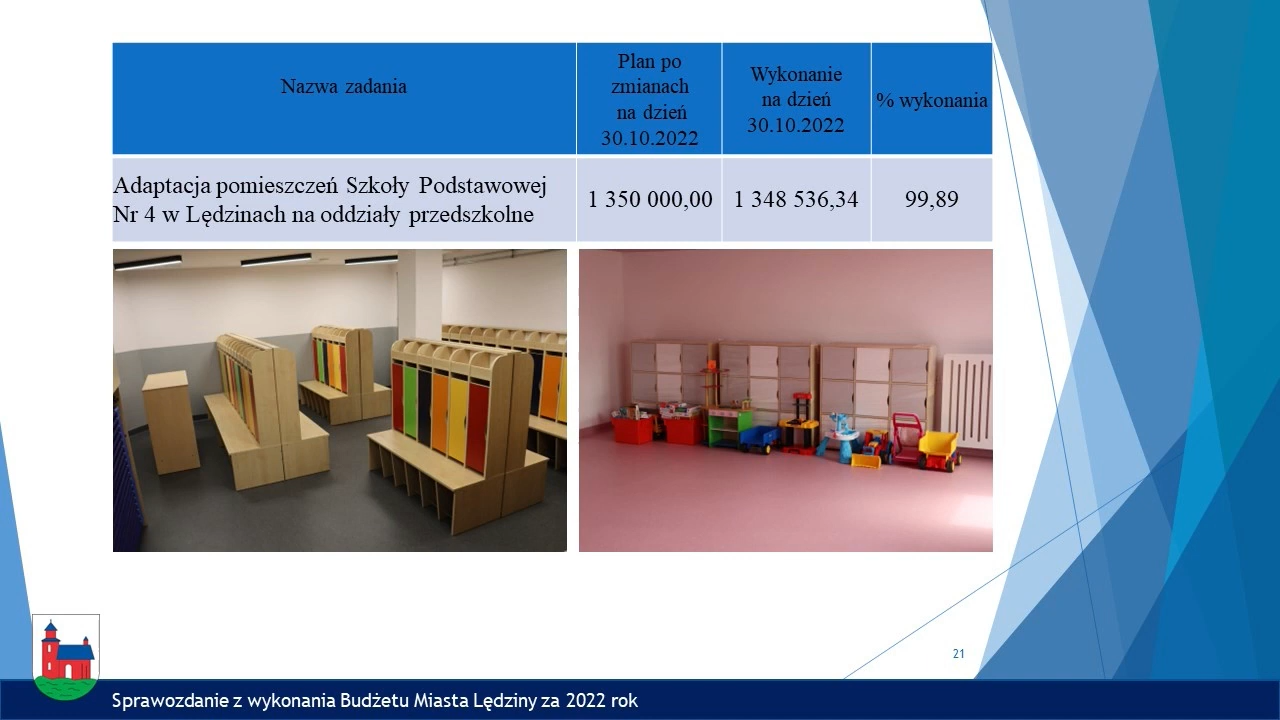 Nazwa zadania
Plan po
zmianach
na dzień
30.10.2022
Wykonanie
na dzień
30.10.2022
% wykonania
Adaptacja pomieszczeń Szkoły Podstawowej
Nr 4 w Lędzinach na oddziały przedszkolne
1 350 000,00
1 348 536,34
99,89
21
Sprawozdanie z wykonania Budżetu Miasta Lędziny za 2022 rok